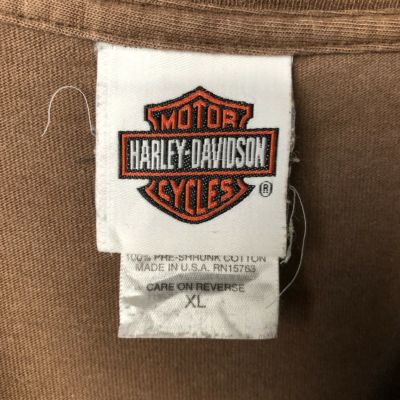 MOTOR
HARLEY-DAVIDSON
CYCLES
®
100% PRE-SHRUNK COTTON
MADE IN U.S.A. RN15763
CARE ON REVERSE
XL